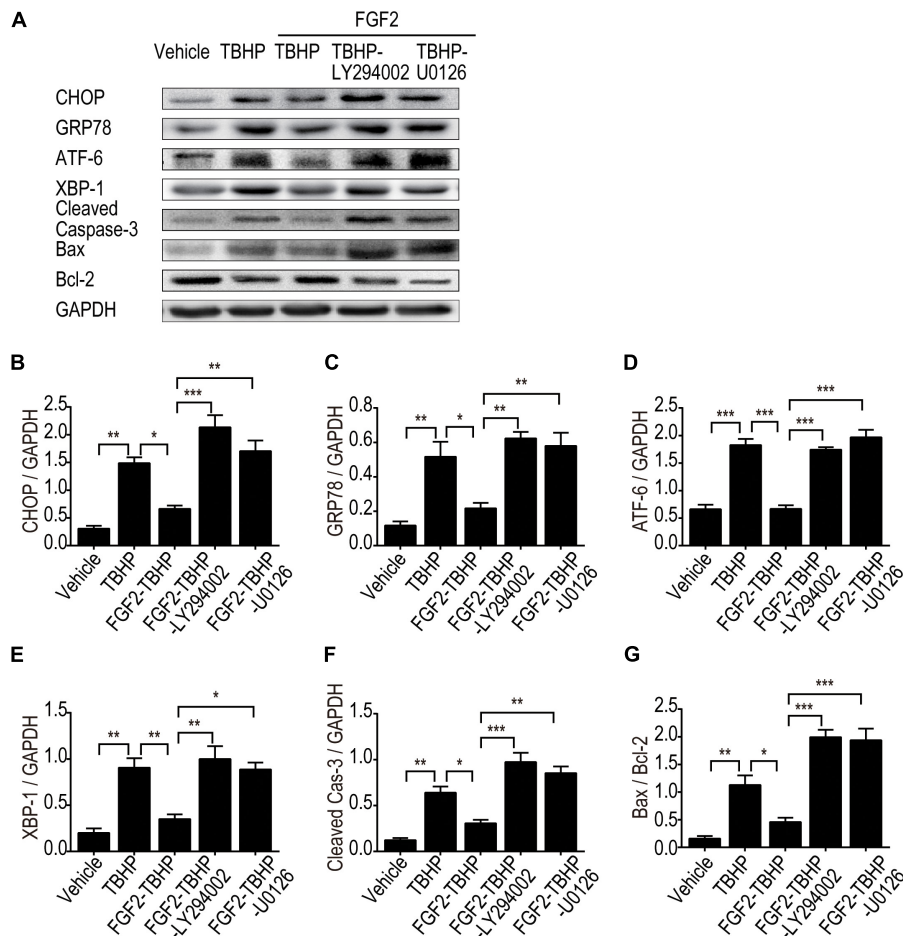 A
FGF2
Vehicle TBHP TBHP TBHP- TBHP-
LY294002 U0126
CHOP
GRP78
ATF-6
XBP-1
Cleaved
Caspase-3
Bax
Bcl-2
GAPDH
B
CHOP / GAPDH
2.5
2.0
1.5
1.0
0.5
0.0
** * *** **
Vehicle
TBHP
FGF2-TBHP
FGF2-TBHP
-LY294002
FGF2-TBHP
-U0126
C
GRP78 / GAPDH
0.8
0.6
0.4
0.2
0.0
** * ** **
Vehicle
TBHP
FGF2-TBHP
FGF2-TBHP
-LY294002
FGF2-TBHP
-U0126
D
ATF-6 / GAPDH
2.5
2.0
1.5
1.0
0.5
0.0
*** *** *** ***
Vehicle
TBHP
FGF2-TBHP
FGF2-TBHP
-LY294002
FGF2-TBHP
-U0126
E
XBP-1 / GAPDH
1.5
1.0
0.5
0.0
** ** ** *
Vehicle
TBHP
FGF2-TBHP
FGF2-TBHP
-LY294002
FGF2-TBHP
-U0126
F
Cleaved Cas-3 / GAPDH
1.5
1.0
0.5
0.0
** * *** **
Vehicle
TBHP
FGF2-TBHP
FGF2-TBHP
-LY294002
FGF2-TBHP
-U0126
G
Bax / Bcl-2
2.5
2.0
1.5
1.0
0.5
0.0
** * *** ***
Vehicle
TBHP
FGF2-TBHP
FGF2-TBHP
-LY294002
FGF2-TBHP
-U0126